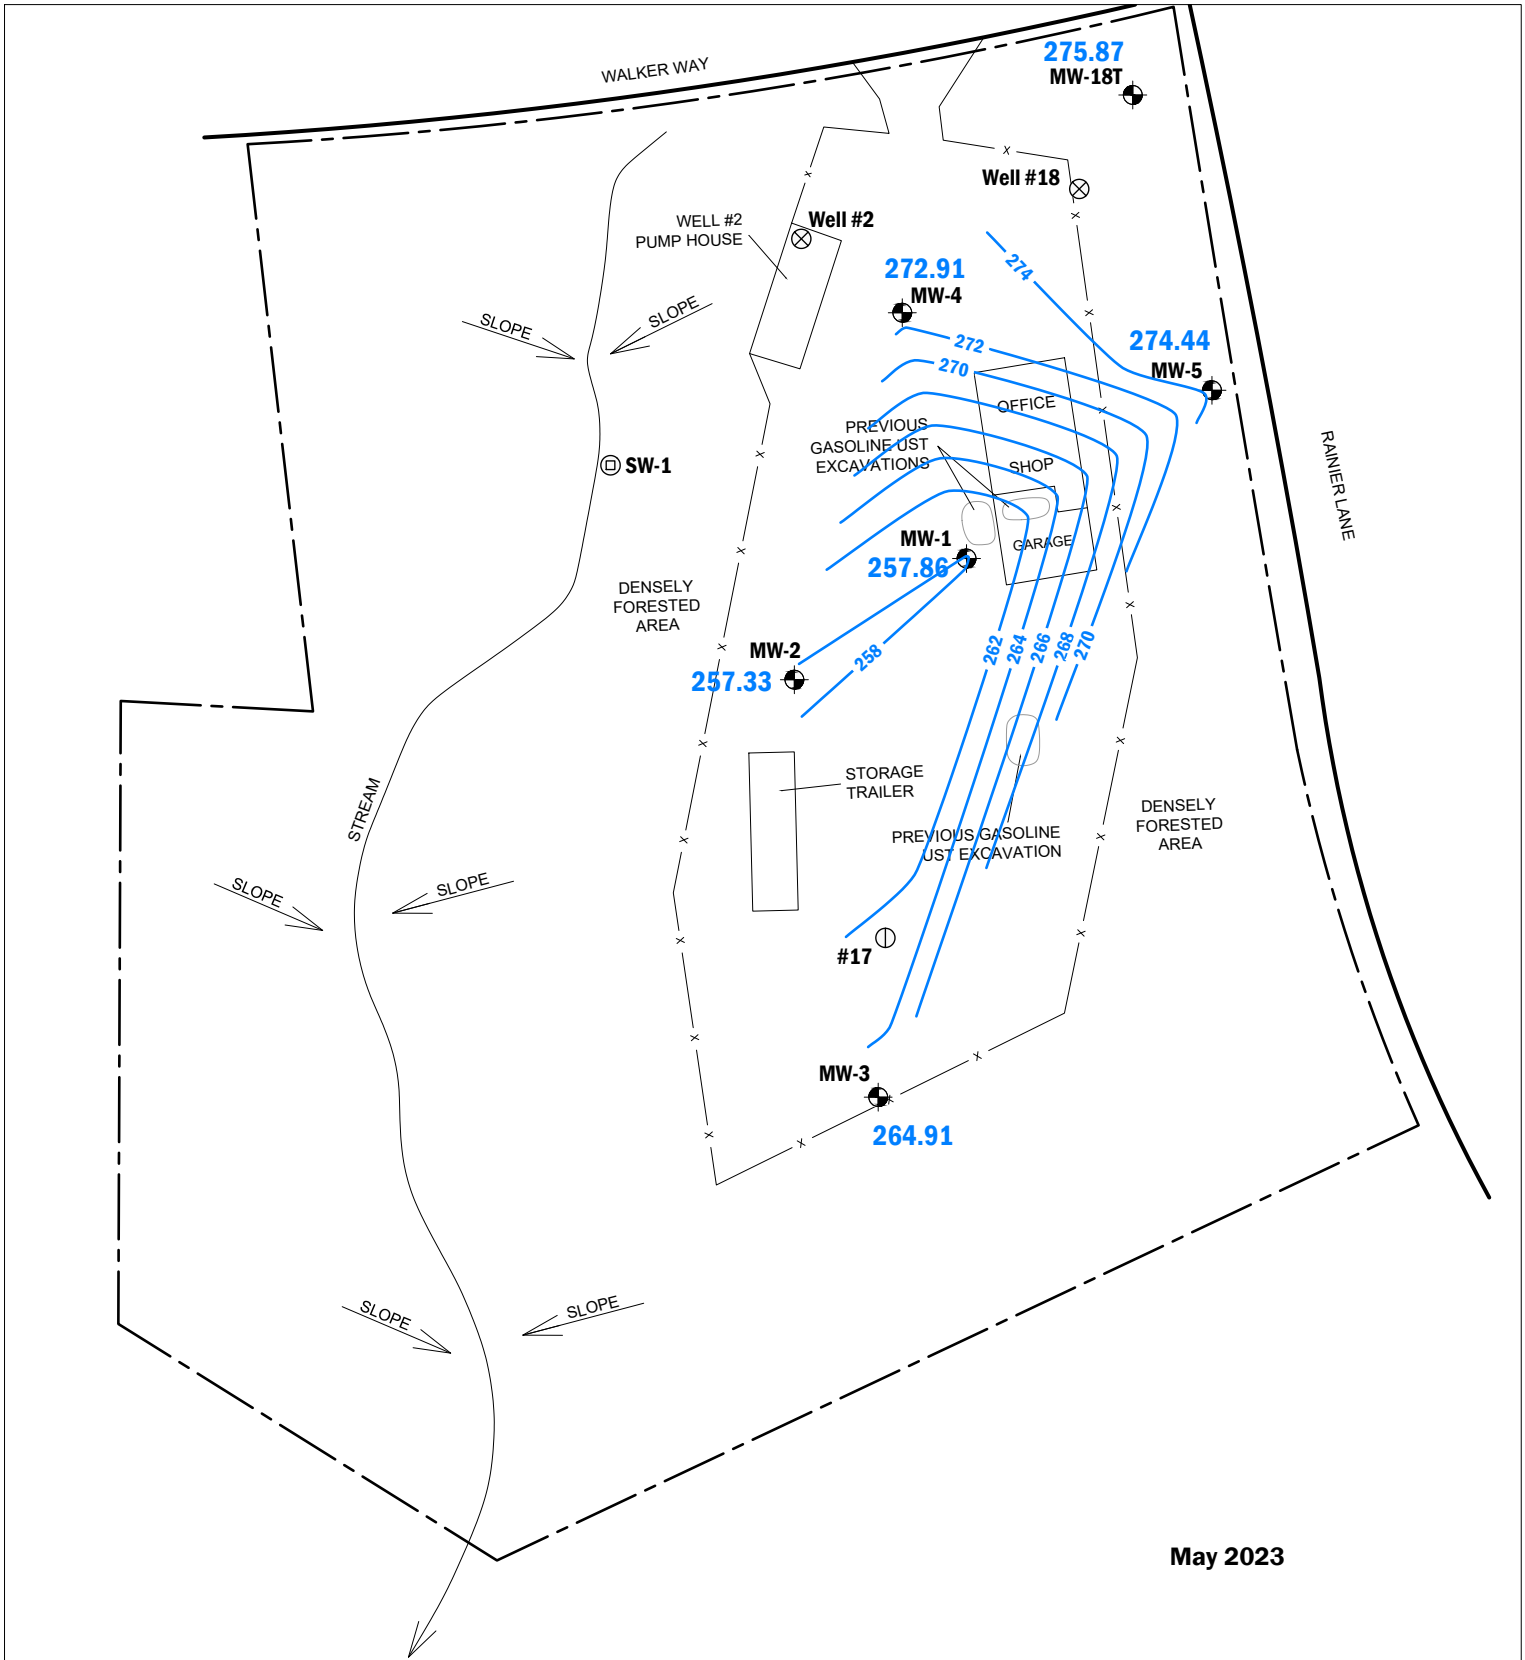 275.87
MW-18T
WALKER WAY
Well #18
WELL #2
PUMP HOUSE
Well #2
272.91
MW-4
274
SLOPE
SLOPE
272
274.44
MW-5
270
OFFICE
PREVIOUS
GASOLINE UST
EXCAVATIONS
SHOP
SW-1
RAINIER LANE
MW-1
257.86
GARAGE
DENSELY
FORESTED
AREA
MW-2
257.33
258
262
264
266
268
270
STORAGE
TRAILER
STREAM
DENSELY
FORESTED
AREA
PREVIOUS GASOLINE
UST EXCAVATION
SLOPE
SLOPE
#17
MW-3
264.91
SLOPE
SLOPE
May 2023